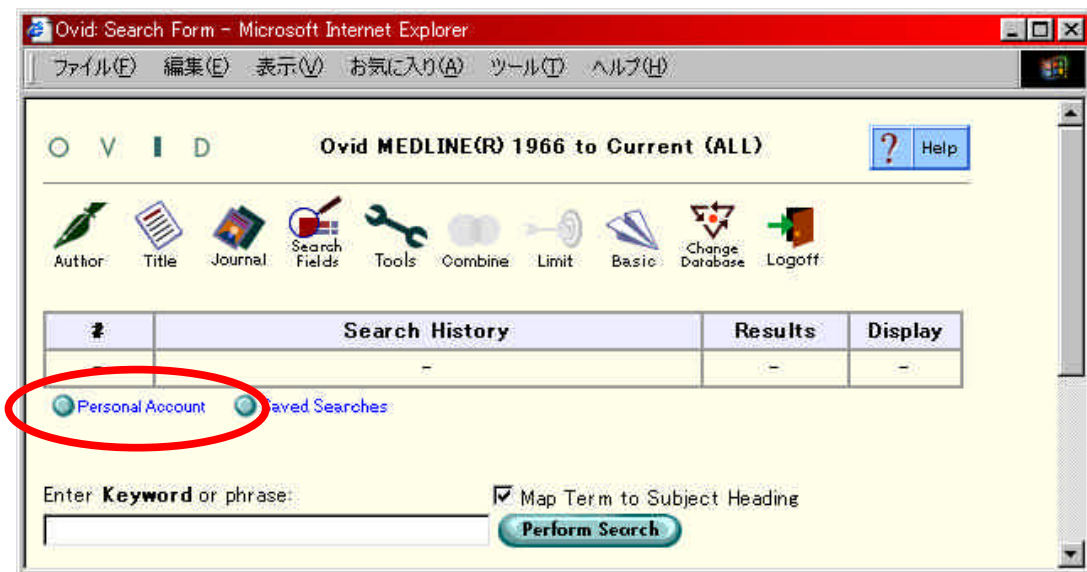 Ovid: Search Form - Microsoft Internet Explorer
ファイル(F) 編集(E) 表示(V) お気に入り(A) ツール(T) ヘルプ(H)
O V I D Ovid MEDLINE(R) 1966 to Current (ALL) ? Help
Author Title Journal Search Fields Tools Combine Limit Basic Change Database Logoff
# Search History Results Display
- - - -
Personal Account Saved Searches
Enter Keyword or phrase: Map Term to Subject Heading
Perform Search